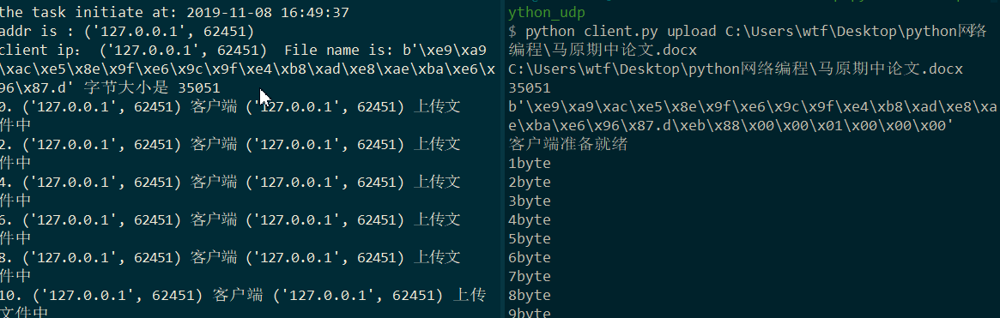 the task initiate at: 2019-11-08 16:49:37
addr is : ('127.0.0.1', 62451)
client ip： ('127.0.0.1', 62451)  File name is: b'\xe9\xa9
\xac\xe5\x8e\x9f\xe6\x9c\x9f\xe4\xb8\xad\xe8\xae\xba\xe6\x
96\x87.d' 字节大小是 35051
0. ('127.0.0.1', 62451) 客户端 ('127.0.0.1', 62451) 上传文
件中
2. ('127.0.0.1', 62451) 客户端 ('127.0.0.1', 62451) 上传文
件中
4. ('127.0.0.1', 62451) 客户端 ('127.0.0.1', 62451) 上传文
件中
6. ('127.0.0.1', 62451) 客户端 ('127.0.0.1', 62451) 上传文
件中
8. ('127.0.0.1', 62451) 客户端 ('127.0.0.1', 62451) 上传文
件中
10. ('127.0.0.1', 62451) 客户端 ('127.0.0.1', 62451) 上传
文件中
ython_udp
$ python client.py upload C:\Users\wtf\Desktop\python网络
编程\马原期中论文.docx
C:\Users\wtf\Desktop\python网络编程\马原期中论文.docx
35051
b'\xe9\xa9\xac\xe5\x8e\x9f\xe6\x9c\x9f\xe4\xb8\xad\xe8\xa
e\xba\xe6\x96\x87.d\xeb\x88\x00\x00\x01\x00\x00\x00'
客户端准备就绪
1byte
2byte
3byte
4byte
5byte
6byte
7byte
8byte
9byte